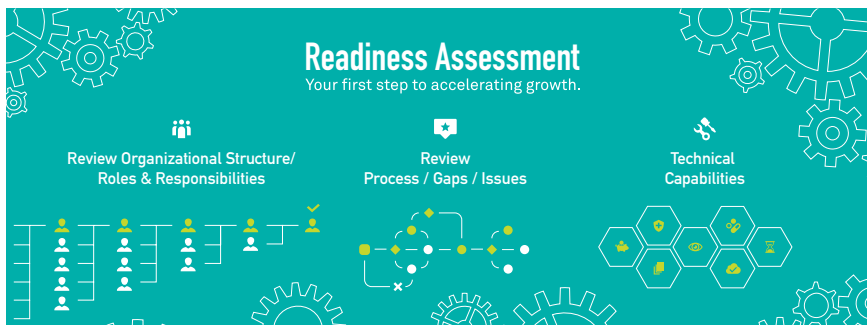 Readiness Assessment
Your first step to accelerating growth.
Review Organizational Structure/
Roles & Responsibilities
Review
Process / Gaps / Issues
Technical
Capabilities